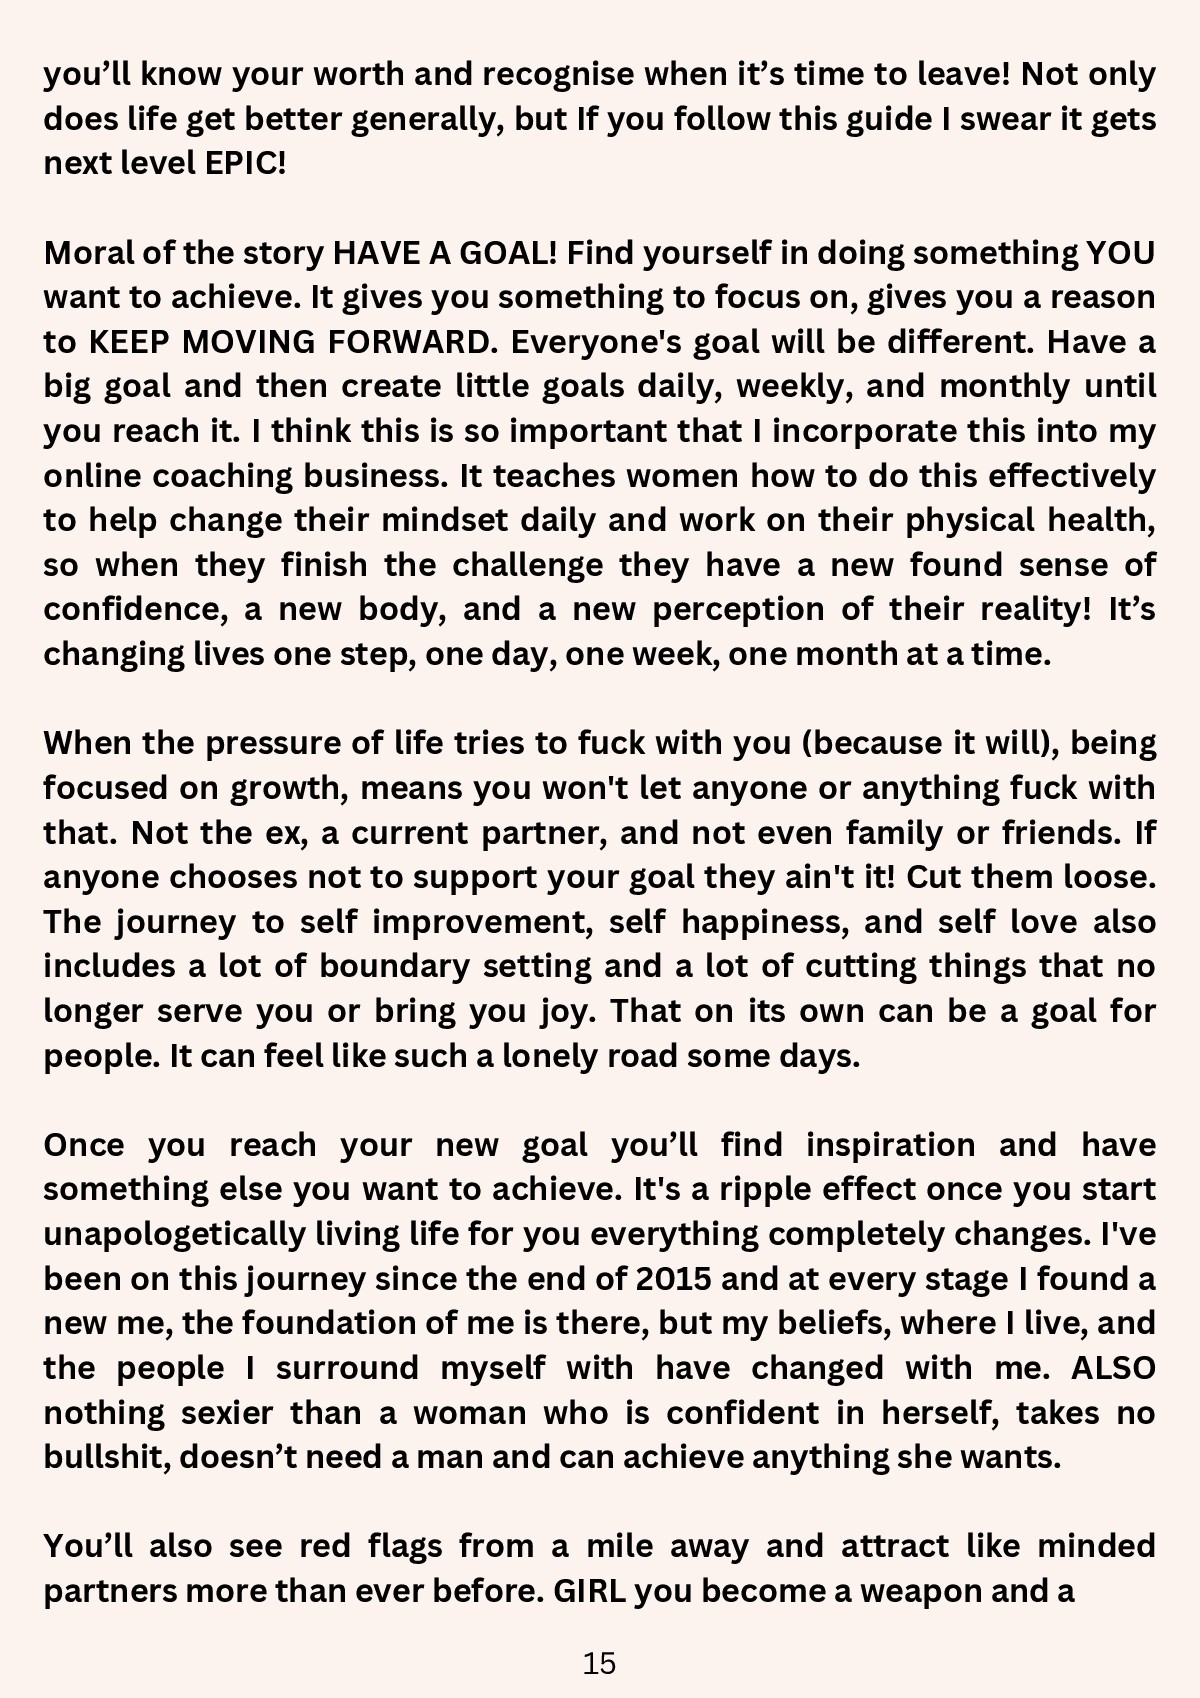 you’ll know your worth and recognise when it’s time to leave! Not only
does life get better generally, but If you follow this guide I swear it gets
next level EPIC!
Moral of the story HAVE A GOAL! Find yourself in doing something YOU
want to achieve. It gives you something to focus on, gives you a reason
to KEEP MOVING FORWARD. Everyone's goal will be different. Have a
big goal and then create little goals daily, weekly, and monthly until
you reach it. I think this is so important that I incorporate this into my
online coaching business. It teaches women how to do this effectively
to help change their mindset daily and work on their physical health,
so when they finish the challenge they have a new found sense of
confidence, a new body, and a new perception of their reality! It’s
changing lives one step, one day, one week, one month at a time.
When the pressure of life tries to fuck with you (because it will), being
focused on growth, means you won't let anyone or anything fuck with
that. Not the ex, a current partner, and not even family or friends. If
anyone chooses not to support your goal they ain't it! Cut them loose.
The journey to self improvement, self happiness, and self love also
includes a lot of boundary setting and a lot of cutting things that no
longer serve you or bring you joy. That on its own can be a goal for
people. It can feel like such a lonely road some days.
Once you reach your new goal you’ll find inspiration and have
something else you want to achieve. It's a ripple effect once you start
unapologetically living life for you everything completely changes. I've
been on this journey since the end of 2015 and at every stage I found a
new me, the foundation of me is there, but my beliefs, where I live, and
the people I surround myself with have changed with me. ALSO
nothing sexier than a woman who is confident in herself, takes no
bullshit, doesn’t need a man and can achieve anything she wants.
You’ll also see red flags from a mile away and attract like minded
partners more than ever before. GIRL you become a weapon and a
15